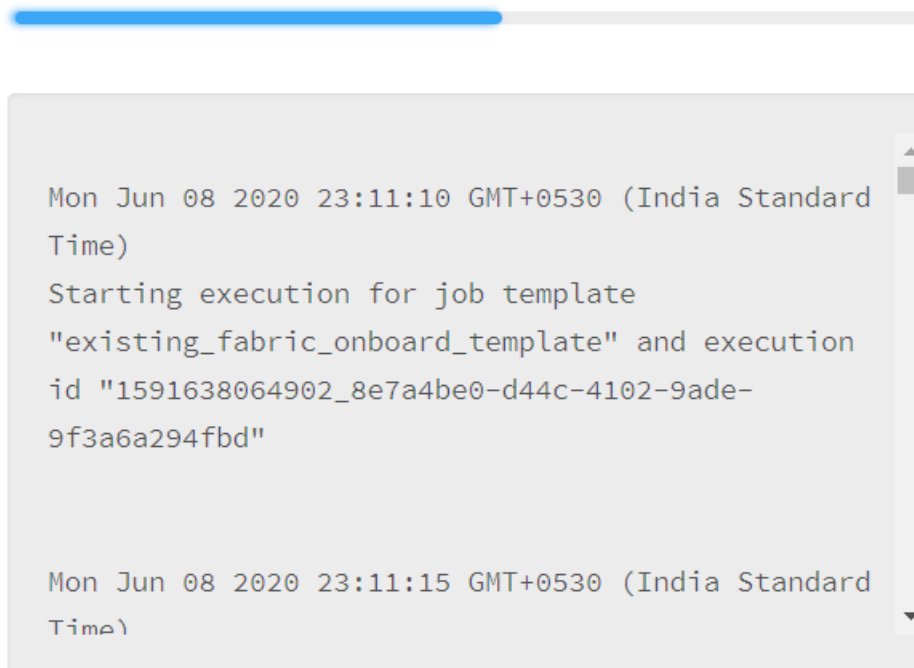 Mon Jun 08 2020 23:11:10 GMT+0530 (India Standard
Time)
Starting execution for job template
"existing_fabric_onboard_template" and execution
id "1591638064902_8e7a4be0-d44c-4102-9ade-
9f3a6a294fbd"
Mon Jun 08 2020 23:11:15 GMT+0530 (India Standard
Time)